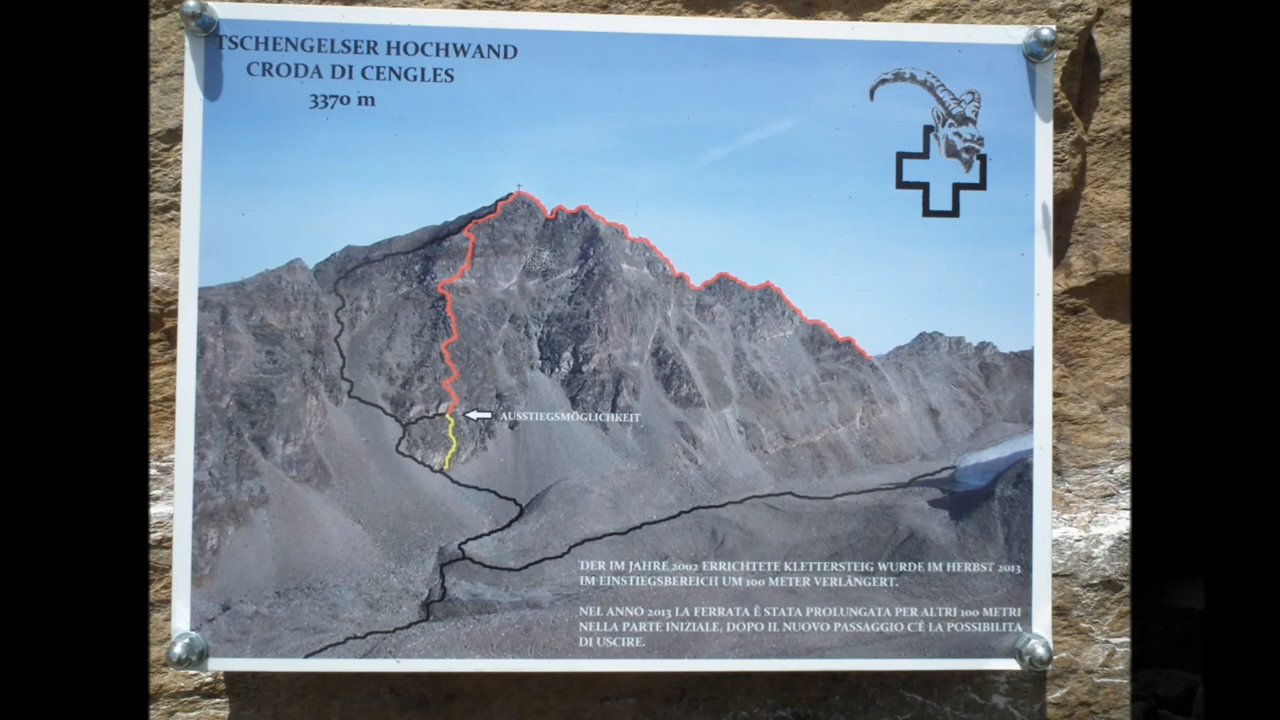 TSCHENGELSER HOCHWAND
CRODA DI CENGLES
3370 m
AUSSTIEGSMÖGLICHKEIT
DER IM JAHRE 2002 ERRICHTETE KLETTERSTEIG WURDE IM HERBST 2013
IM EINSTIEGSBEREICH UM 100 METER VERLÄNGERT.
NEL ANNO 2013 LA FERRATA È STATA PROLUNGATA PER ALTRI 100 METRI
NELLA PARTE INIZIALE, DOPO IL NUOVO PASSAGGIO C'È LA POSSIBILITA
DI USCIRE.